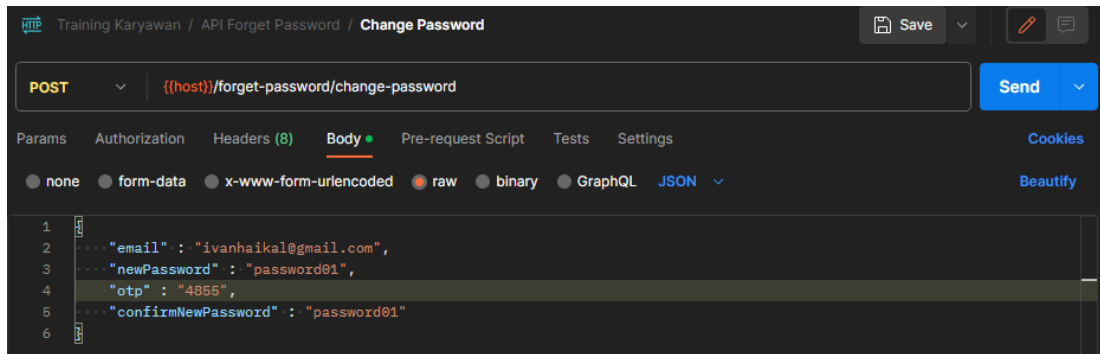 HTTP Training Karyawan / API Forget Password / Change Password Save
POST {{host}}/forget-password/change-password Send
Params Authorization Headers (8) Body Pre-request Script Tests Settings Cookies
none form-data x-www-form-urlencoded raw binary GraphQL JSON Beautify
1 {
2 "email" : "ivanhaikal@gmail.com",
3 "newPassword" : "password01",
4 "otp" : "4855",
5 "confirmNewPassword" : "password01"
6 }